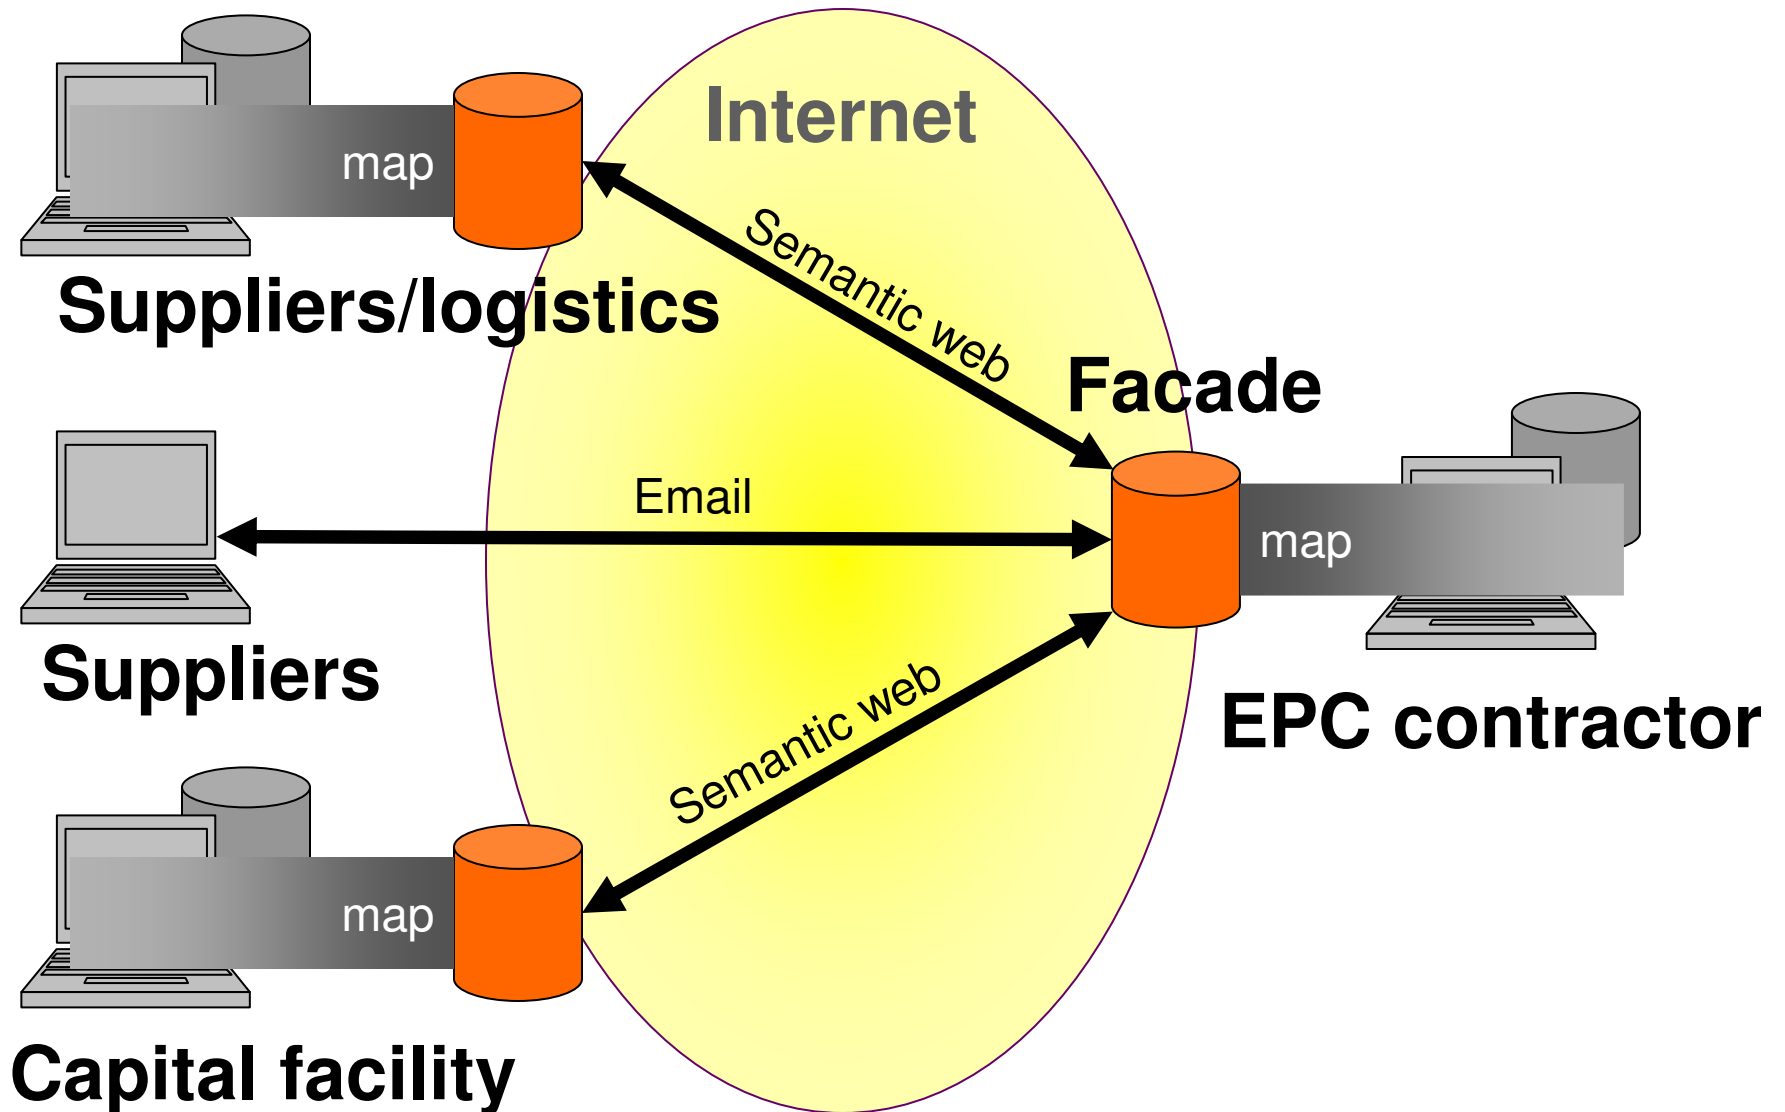 Internet
map
Semantic web
Suppliers/logistics
Facade
Email
map
Suppliers
Semantic web
EPC contractor
map
Capital facility